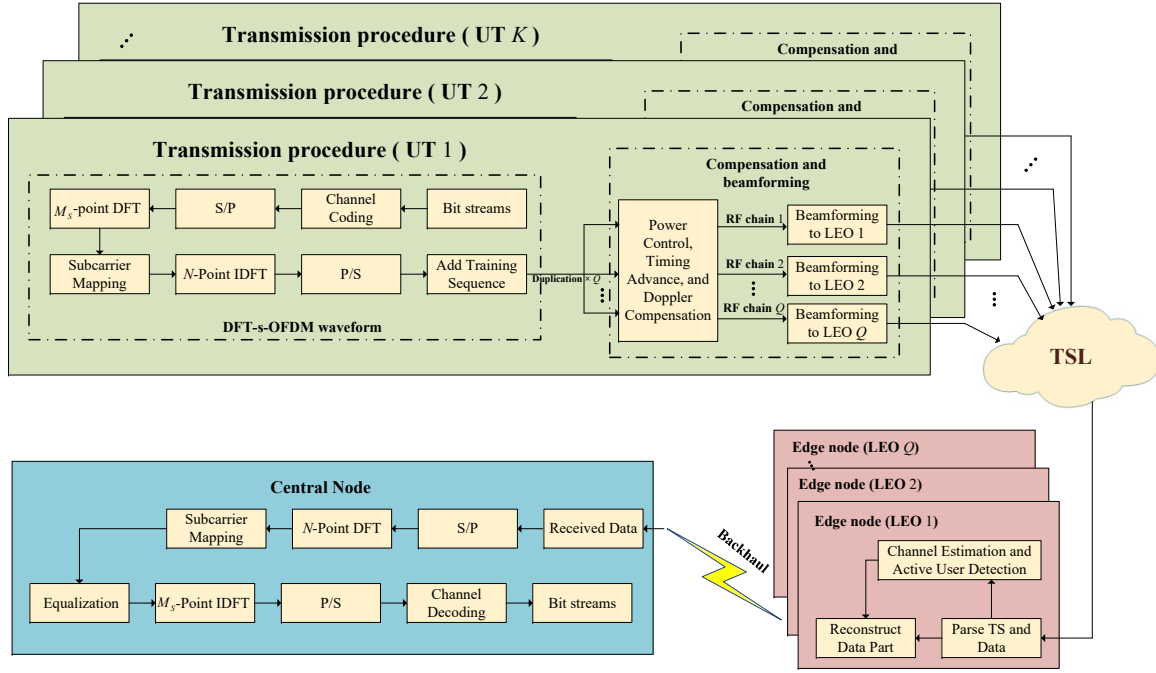 Transmission procedure ( UT K )
Compensation and
Transmission procedure ( UT 2 )
Compensation and
Transmission procedure ( UT 1 )
Compensation and
beamforming
M_S-point DFT
S/P
Channel
Coding
Bit streams
Subcarrier
Mapping
N-Point IDFT
P/S
Add Training
Sequence
DFT-s-OFDM waveform
Duplication × Q
Power
Control,
Timing
Advance, and
Doppler
Compensation
RF chain 1
Beamforming
to LEO 1
RF chain 2
Beamforming
to LEO 2
RF chain Q
Beamforming
to LEO Q
TSL
Central Node
Subcarrier
Mapping
N-Point DFT
S/P
Received Data
Equalization
M_S-Point IDFT
P/S
Channel
Decoding
Bit streams
Backhaul
Edge node (LEO Q)
Edge node (LEO 2)
Edge node (LEO 1)
Channel Estimation and
Active User Detection
Reconstruct
Data Part
Parse TS and
Data